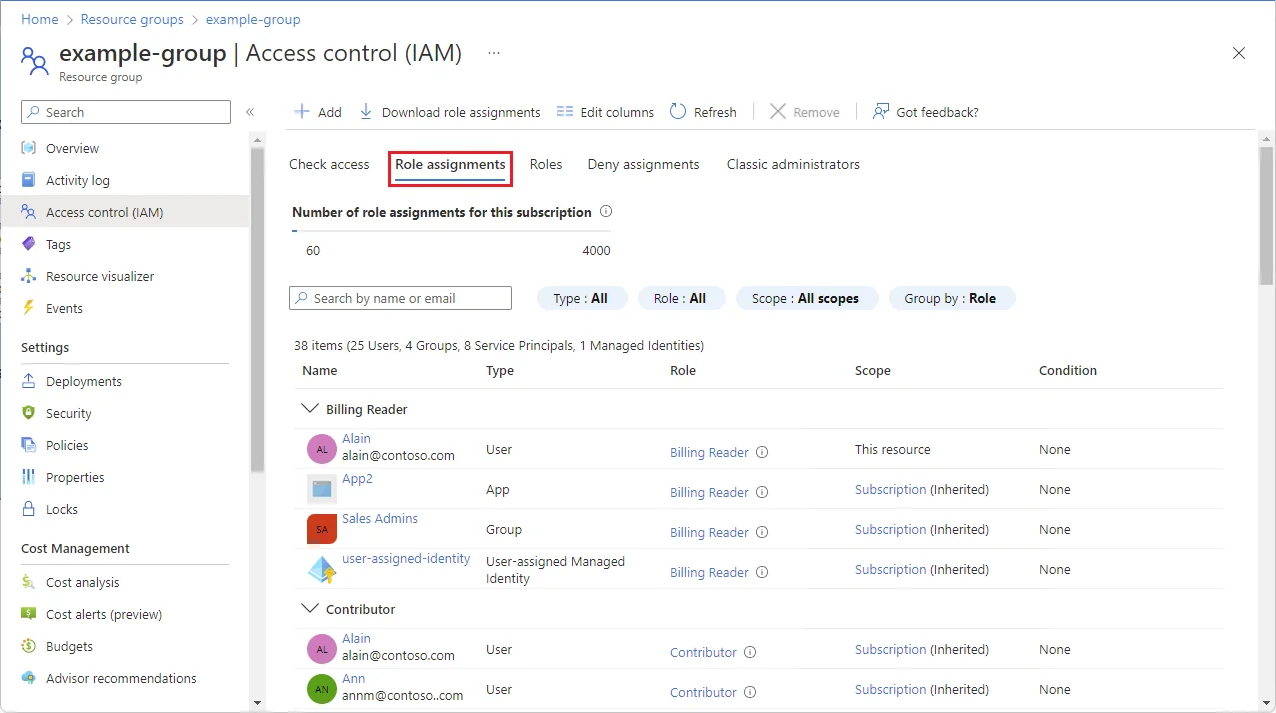 Home > Resource groups > example-group
example-group | Access control (IAM) ...
Resource group
Search «
Add Download role assignments Edit columns Refresh Remove Got feedback?
Overview
Activity log
Access control (IAM)
Tags
Resource visualizer
Events
Settings
Deployments
Security
Policies
Properties
Locks
Cost Management
Cost analysis
Cost alerts (preview)
Budgets
Advisor recommendations
Check access Role assignments Roles Deny assignments Classic administrators
Number of role assignments for this subscription
60 4000
Search by name or email Type : All Role : All Scope : All scopes Group by : Role
38 items (25 Users, 4 Groups, 8 Service Principals, 1 Managed Identities)
Name Type Role Scope Condition
Billing Reader
AL Alain
alain@contoso.com User Billing Reader This resource None
App2
App Billing Reader Subscription (Inherited) None
SA Sales Admins
Group Billing Reader Subscription (Inherited) None
user-assigned-identity User-assigned Managed
Identity Billing Reader Subscription (Inherited) None
Contributor
AL Alain
alain@contoso.com User Contributor Subscription (Inherited) None
AN Ann
annm@contoso..com User Contributor Subscription (Inherited) None